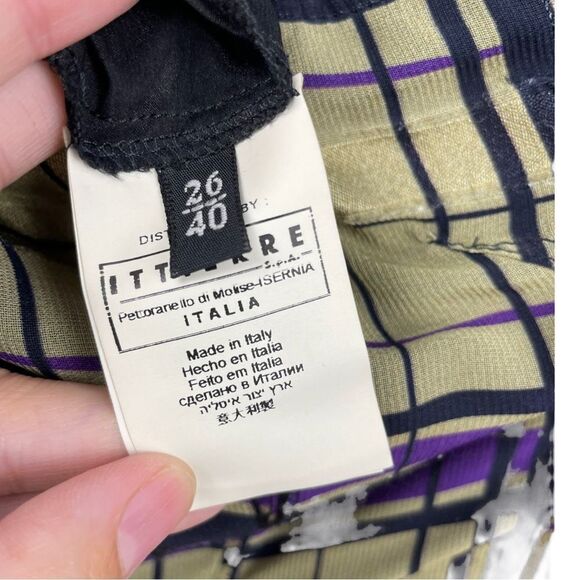 26
40
DIST BY :
ITTIERRE
S.P.A.
Pettoranello di Molise-ISERNIA
ITALIA
Made in Italy
Hecho en Italia
Feito em Italia
сделано в Италии
ארץ יצור איטליה
意大利製